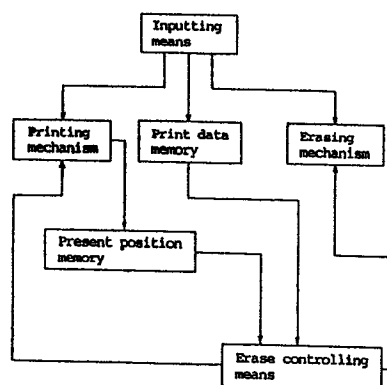 Inputting
means
Printing
mechanism
Print data
memory
Erasing
mechanism
Present position
memory
Erase controlling
means